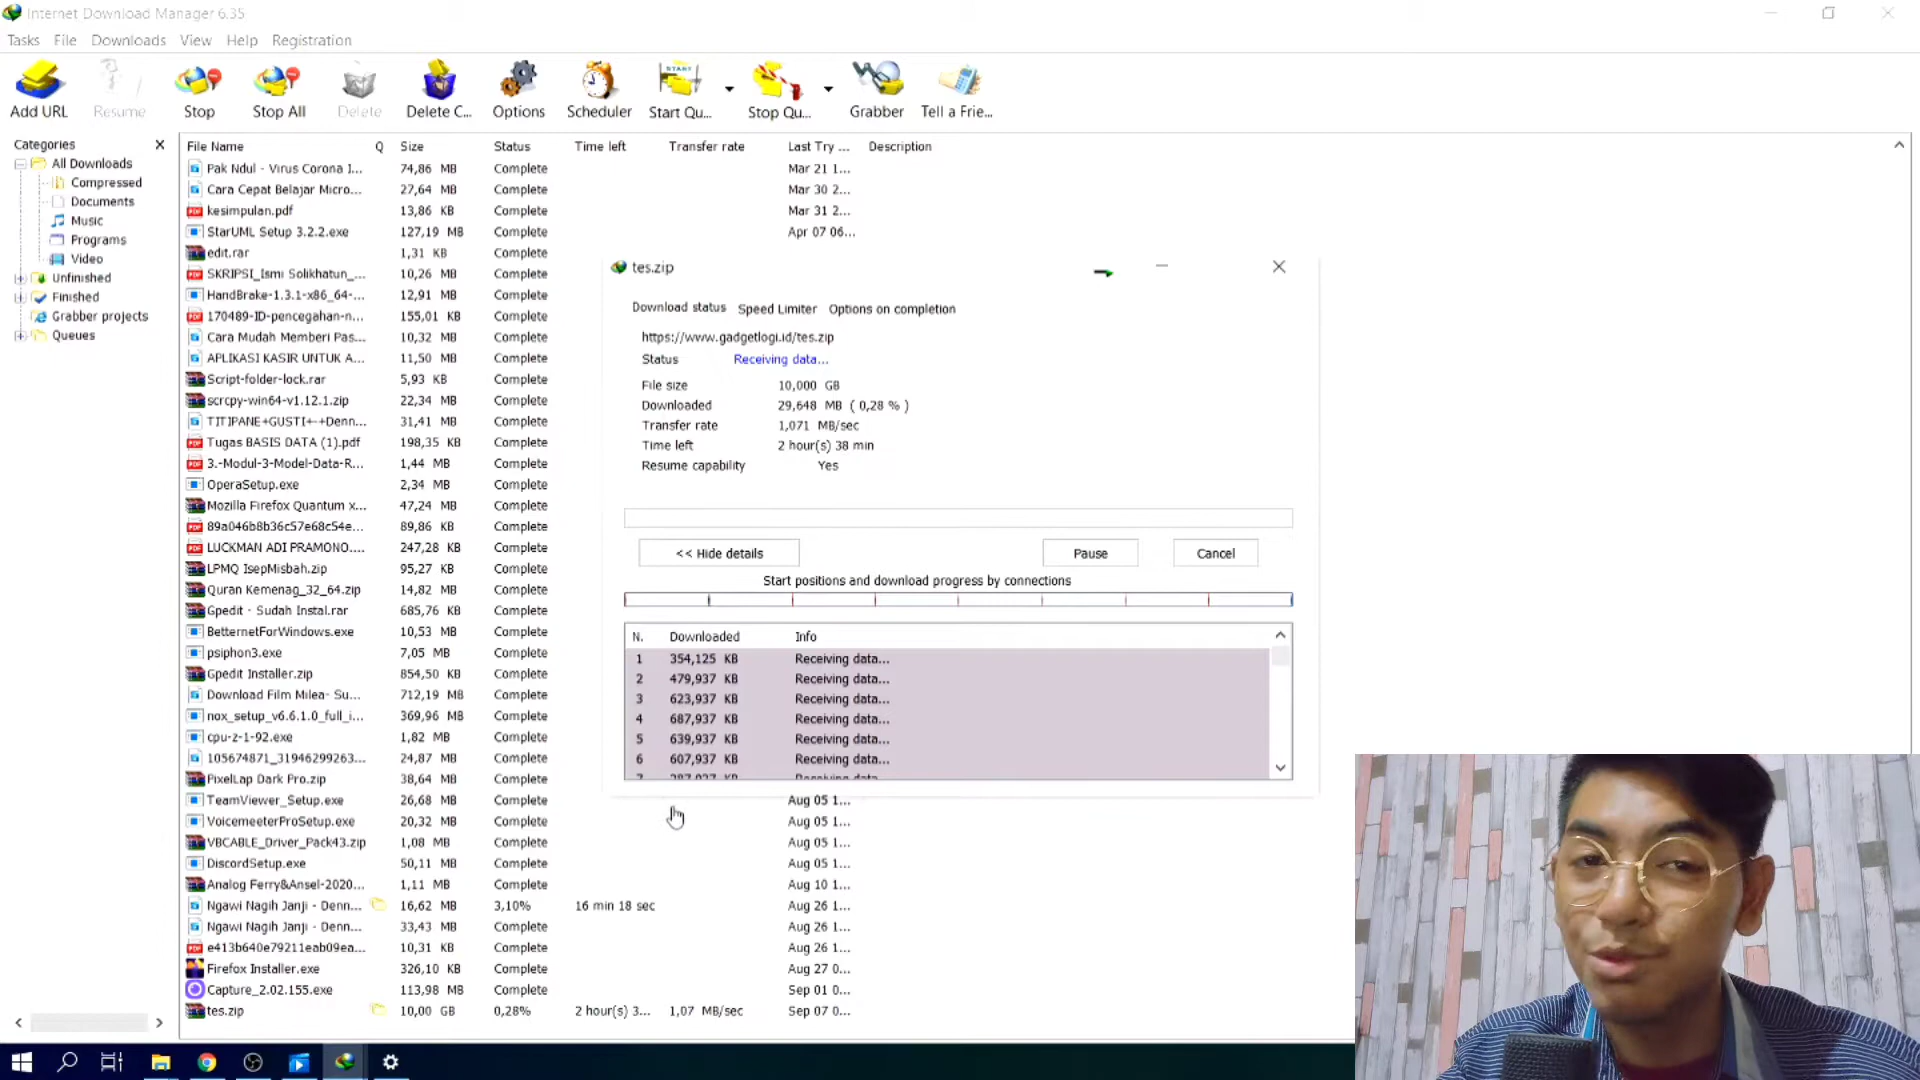 Internet Download Manager 6.35
Tasks File Downloads View Help Registration
Add URL Resume Stop Stop All Delete Delete C... Options Scheduler Start Qu... Stop Qu... Grabber Tell a Frie...
Categories
All Downloads
Compressed
Documents
Music
Programs
Video
Unfinished
Finished
Grabber projects
Queues
File Name Q Size Status Time left Transfer rate Last Try ... Description
Pak Ndul - Virus Corona I... 74,86 MB Complete Mar 21 1...
Cara Cepat Belajar Micro... 27,64 MB Complete Mar 30 2...
kesimpulan.pdf 13,86 KB Complete Mar 31 2...
StarUML Setup 3.2.2.exe 127,19 MB Complete Apr 07 06...
edit.rar 1,31 KB Complete
SKRIPSI_Ismi Solikhatun_... 10,26 MB Complete
HandBrake-1.3.1-x86_64-... 12,91 MB Complete
170489-ID-pencegahan-n... 155,01 KB Complete
Cara Mudah Memberi Pas... 10,32 MB Complete
APLIKASI KASIR UNTUK A... 11,50 MB Complete
Script-folder-lock.rar 5,93 KB Complete
scrcpy-win64-v1.12.1.zip 22,34 MB Complete
TITIPANE+GUSTI+-+Denn... 31,41 MB Complete
Tugas BASIS DATA (1).pdf 198,35 KB Complete
3.-Modul-3-Model-Data-R... 1,44 MB Complete
OperaSetup.exe 2,34 MB Complete
Mozilla Firefox Quantum x... 47,24 MB Complete
89a046b8b36c57e68c54e... 89,86 KB Complete
LUCKMAN ADI PRAMONO.... 247,28 KB Complete
LPMQ IsepMisbah.zip 95,27 KB Complete
Quran Kemenag_32_64.zip 14,82 MB Complete
Gpedit - Sudah Instal.rar 685,76 KB Complete
BetternetForWindows.exe 10,53 MB Complete
psiphon3.exe 7,05 MB Complete
Gpedit Installer.zip 854,50 KB Complete
Download Film Milea- Su... 712,19 MB Complete
nox_setup_v6.6.1.0_full_i... 369,96 MB Complete
cpu-z-1-92.exe 1,82 MB Complete
105674871_31946299263... 24,87 MB Complete
PixelLap Dark Pro.zip 38,64 MB Complete
TeamViewer_Setup.exe 26,68 MB Complete Aug 05 1...
VoicemeeterProSetup.exe 20,32 MB Complete Aug 05 1...
VBCABLE_Driver_Pack43.zip 1,08 MB Complete Aug 05 1...
DiscordSetup.exe 50,11 MB Complete Aug 05 1...
Analog Ferry&Ansel-2020... 1,11 MB Complete Aug 10 1...
Ngawi Nagih Janji - Denn... 16,62 MB 3,10% 16 min 18 sec Aug 26 1...
Ngawi Nagih Janji - Denn... 33,43 MB Complete Aug 26 1...
e413b640e79211eab09ea... 10,31 KB Complete Aug 26 1...
Firefox Installer.exe 326,10 KB Complete Aug 27 0...
Capture_2.02.155.exe 113,98 MB Complete Sep 01 0...
tes.zip 10,00 GB 0,28% 2 hour(s) 3... 1,07 MB/sec Sep 07 0...
tes.zip
Download status Speed Limiter Options on completion
https://www.gadgetlogi.id/tes.zip
Status Receiving data...
File size 10,000 GB
Downloaded 29,648 MB ( 0,28 % )
Transfer rate 1,071 MB/sec
Time left 2 hour(s) 38 min
Resume capability Yes
<< Hide details Pause Cancel
Start positions and download progress by connections
N. Downloaded Info
1 354,125 KB Receiving data...
2 479,937 KB Receiving data...
3 623,937 KB Receiving data...
4 687,937 KB Receiving data...
5 639,937 KB Receiving data...
6 607,937 KB Receiving data...